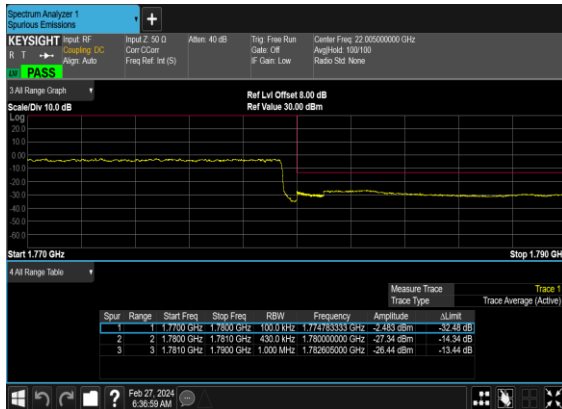 Spectrum Analyzer 1
Spurious Emissions
KEYSIGHT Input: RF Input Z: 50 Ω Atten: 40 dB Trig: Free Run Center Freq: 22.005000000 GHz
R T Coupling: DC Corr CCorr Gate: Off Avg|Hold: 100/100
Align: Auto Freq Ref: Int (S) IF Gain: Low Radio Std: None
PASS
3 All Range Graph
Ref Lvl Offset 8.00 dB
Scale/Div 10.0 dB Ref Value 30.00 dBm
Log
20.0
10.0
0.00
-10.0
-20.0
-30.0
-40.0
-50.0
-60.0
Start 1.770 GHz Stop 1.790 GH
4 All Range Table
Measure Trace Trace 1
Trace Type Trace Average (Active)
Spur Range Start Freq Stop Freq RBW Frequency Amplitude ΔLimit
1 1 1.7700 GHz 1.7800 GHz 100.0 kHz 1.774783333 GHz -2.483 dBm -32.48 dB
2 2 1.7800 GHz 1.7810 GHz 430.0 kHz 1.780000000 GHz -27.34 dBm -14.34 dB
3 3 1.7810 GHz 1.7900 GHz 1.000 MHz 1.782605000 GHz -26.44 dBm -13.44 dB
Feb 27, 2024
6:36:59 AM